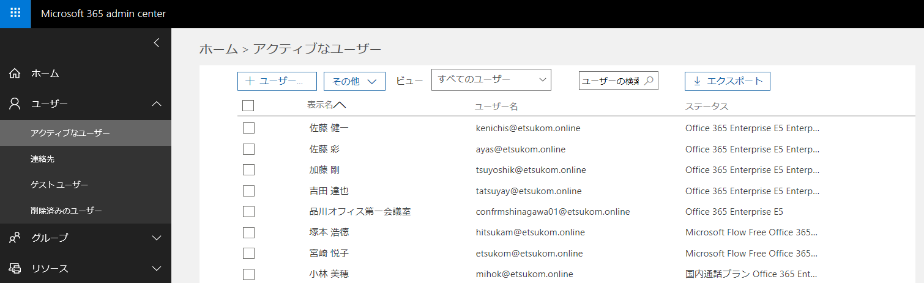 Microsoft 365 admin center
ホーム > アクティブなユーザー
ホーム
ユーザー
アクティブなユーザー
連絡先
ゲスト ユーザー
削除済みのユーザー
グループ
リソース
+ ユーザー...
その他
ビュー
すべてのユーザー
ユーザーの検索
エクスポート
表示名 ユーザー名 ステータス
佐藤 健一 kenichis@etsukom.online Office 365 Enterprise E5 Enterp...
佐藤 彩 ayas@etsukom.online Office 365 Enterprise E5 Enterp...
加藤 剛 tsuyoshik@etsukom.online Office 365 Enterprise E5 Enterp...
吉田 達也 tatsuyay@etsukom.online Office 365 Enterprise E5 Enterp...
品川オフィス第一会議室 confrmshinagawa01@etsukom.online Office 365 Enterprise E5
塚本 浩徳 hitsukam@etsukom.online Microsoft Flow Free Office 365...
宮崎 悦子 etsukom@etsukom.online Microsoft Flow Free Office 365...
小林 美穂 mihok@etsukom.online 国内通話プラン Office 365 Ent...